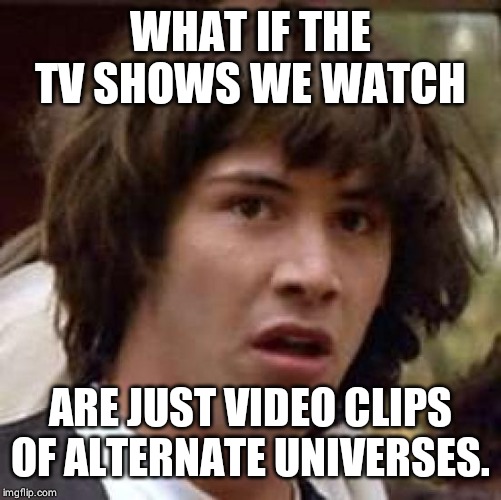 WHAT IF THE
TV SHOWS WE WATCH
ARE JUST VIDEO CLIPS
OF ALTERNATE UNIVERSES.
imgflip.com